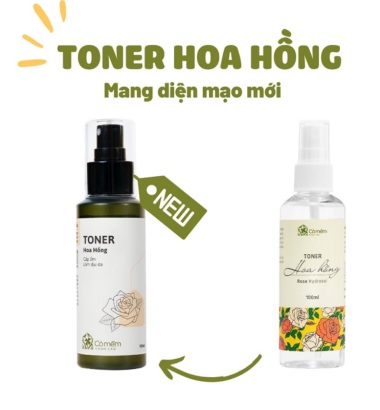 TONER HOA HỒNG
Mang diện mạo mới
NEW
TONER
Hoa Hồng
Cấp ẩm
Làm dịu da
Cỏ mềm
Cỏ mềm
TONER
Hoa hồng
Rose Hydrosol
100ml